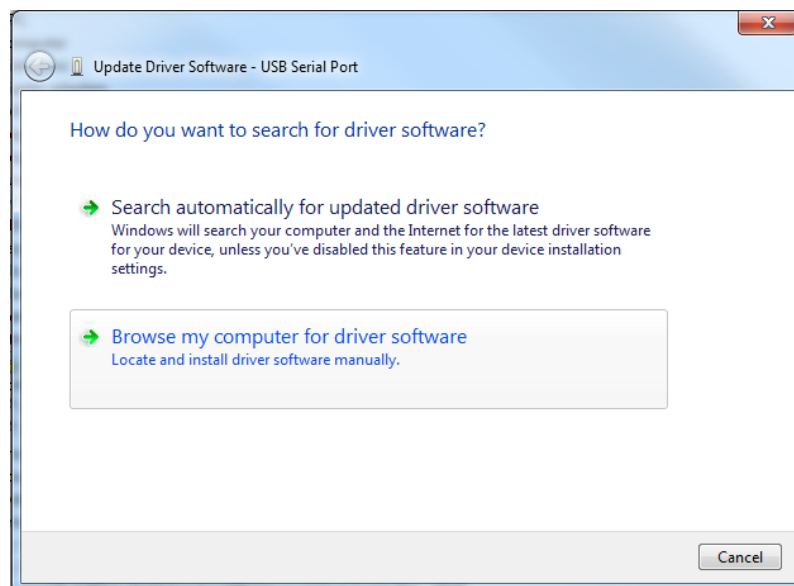 Update Driver Software - USB Serial Port
How do you want to search for driver software?
Search automatically for updated driver software
Windows will search your computer and the Internet for the latest driver software
for your device, unless you've disabled this feature in your device installation
settings.
Browse my computer for driver software
Locate and install driver software manually.
Cancel